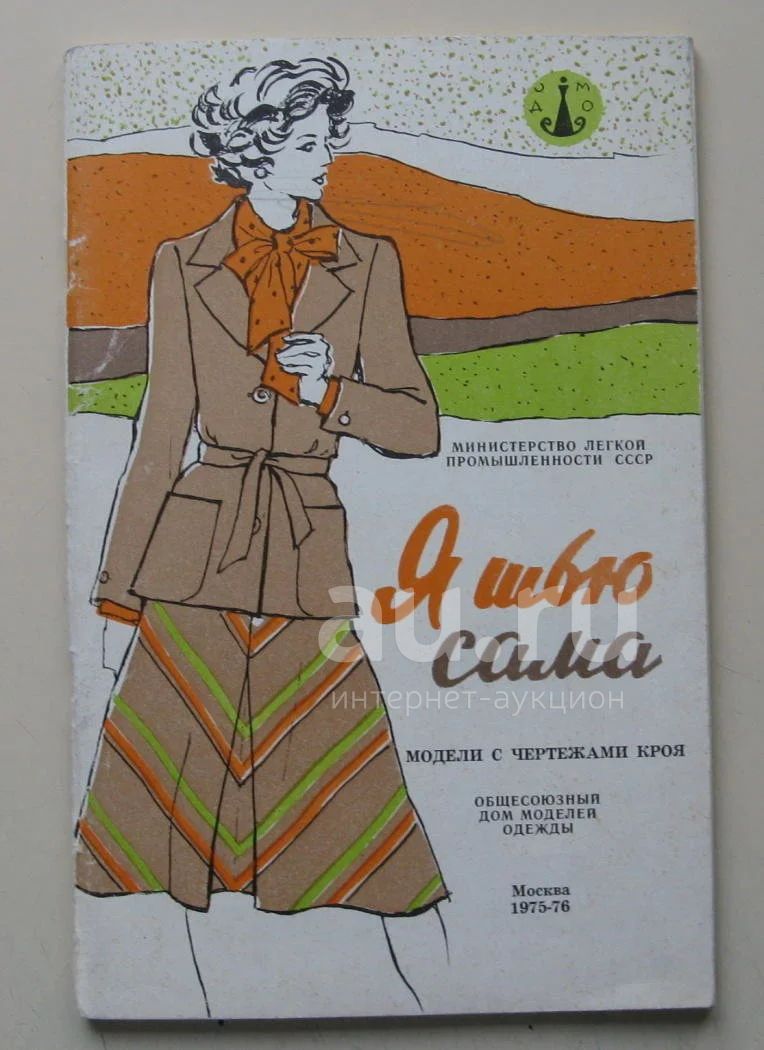 О М
Д О
МИНИСТЕРСТВО ЛЕГКОЙ
ПРОМЫШЛЕННОСТИ СССР
Я шью
сама
au.ru
интернет-аукцион
МОДЕЛИ С ЧЕРТЕЖАМИ КРОЯ
ОБЩЕСОЮЗНЫЙ
ДОМ МОДЕЛЕЙ
ОДЕЖДЫ
Москва
1975-76